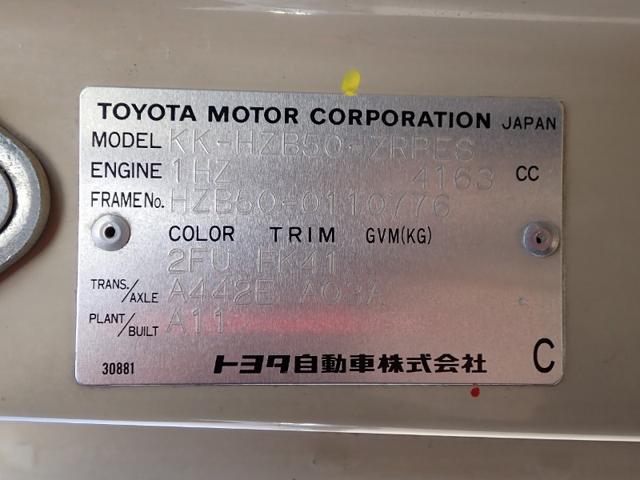 TOYOTA MOTOR CORPORATION JAPAN
MODEL KK-HZB50-ZRPES
ENGINE 1HZ 4163 CC
FRAME No. HZB50-0110776
COLOR TRIM GVM(KG)
2FU FK41
TRANS./AXLE A442E A03A
PLANT/BUILT A11
30881 トヨタ自動車株式会社 C